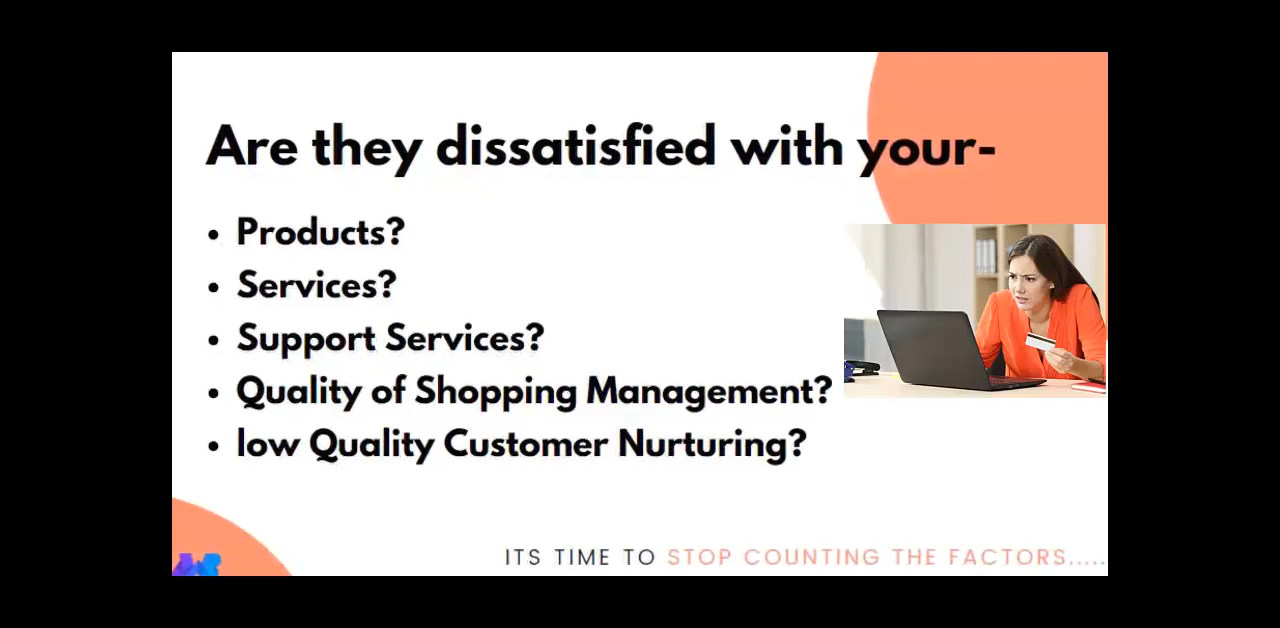 Are they dissatisfied with your-
• Products?
• Services?
• Support Services?
• Quality of Shopping Management?
• low Quality Customer Nurturing?
ITS TIME TO STOP COUNTING THE FACTORS.....